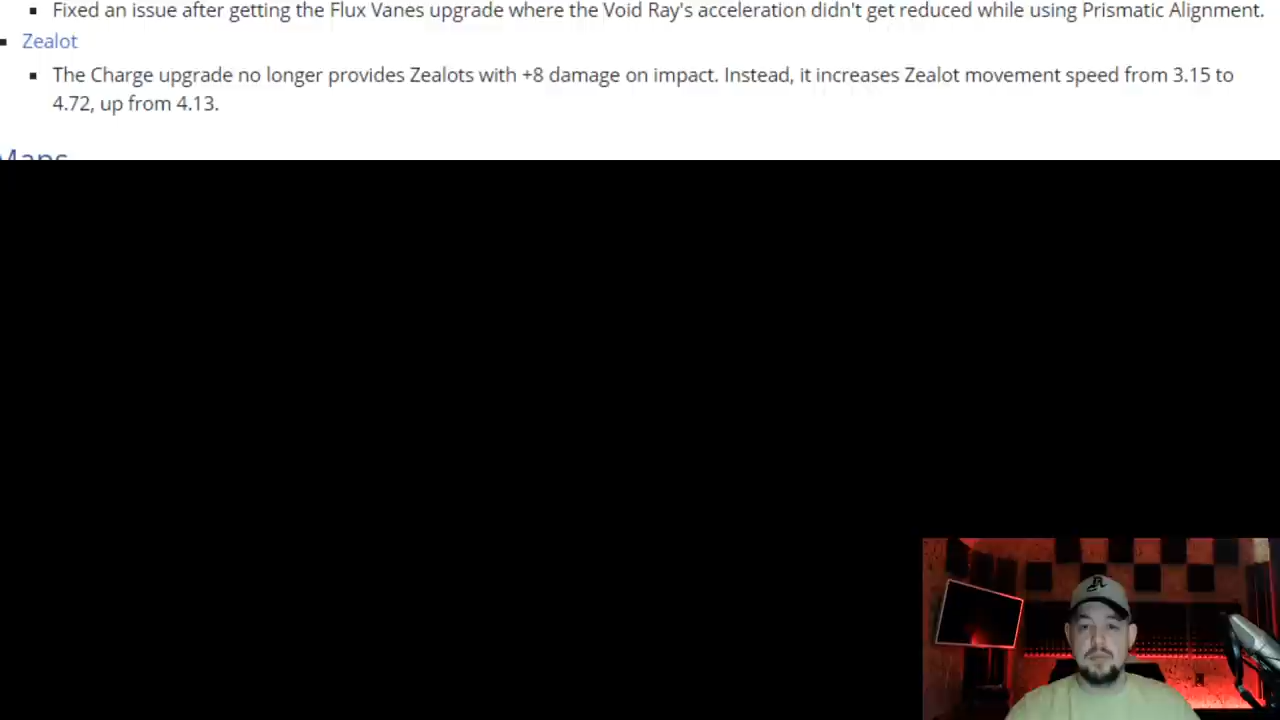 Fixed an issue after getting the Flux Vanes upgrade where the Void Ray's acceleration didn't get reduced while using Prismatic Alignment.
Zealot
The Charge upgrade no longer provides Zealots with +8 damage on impact. Instead, it increases Zealot movement speed from 3.15 to
4.72, up from 4.13.
Maps